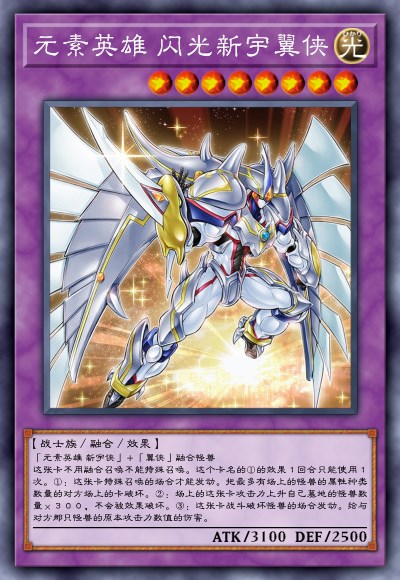 元素英雄 闪光新宇翼侠
ひかり
光
【战士族／融合／效果】
「元素英雄 新宇侠」＋「翼侠」融合怪兽
这张卡不用融合召唤不能特殊召唤。这个卡名的①的效果1回合只能使用1
次。①：这张卡特殊召唤的场合才能发动。把最多有场上的怪兽的属性种类
数量的对方场上的卡破坏。②：场上的这张卡攻击力上升自己墓地的怪兽数
量×300，不会被效果破坏。③：这张卡战斗破坏怪兽的场合发动。给与
对方那只怪兽的原本攻击力数值的伤害。
ATK/3100 DEF/2500